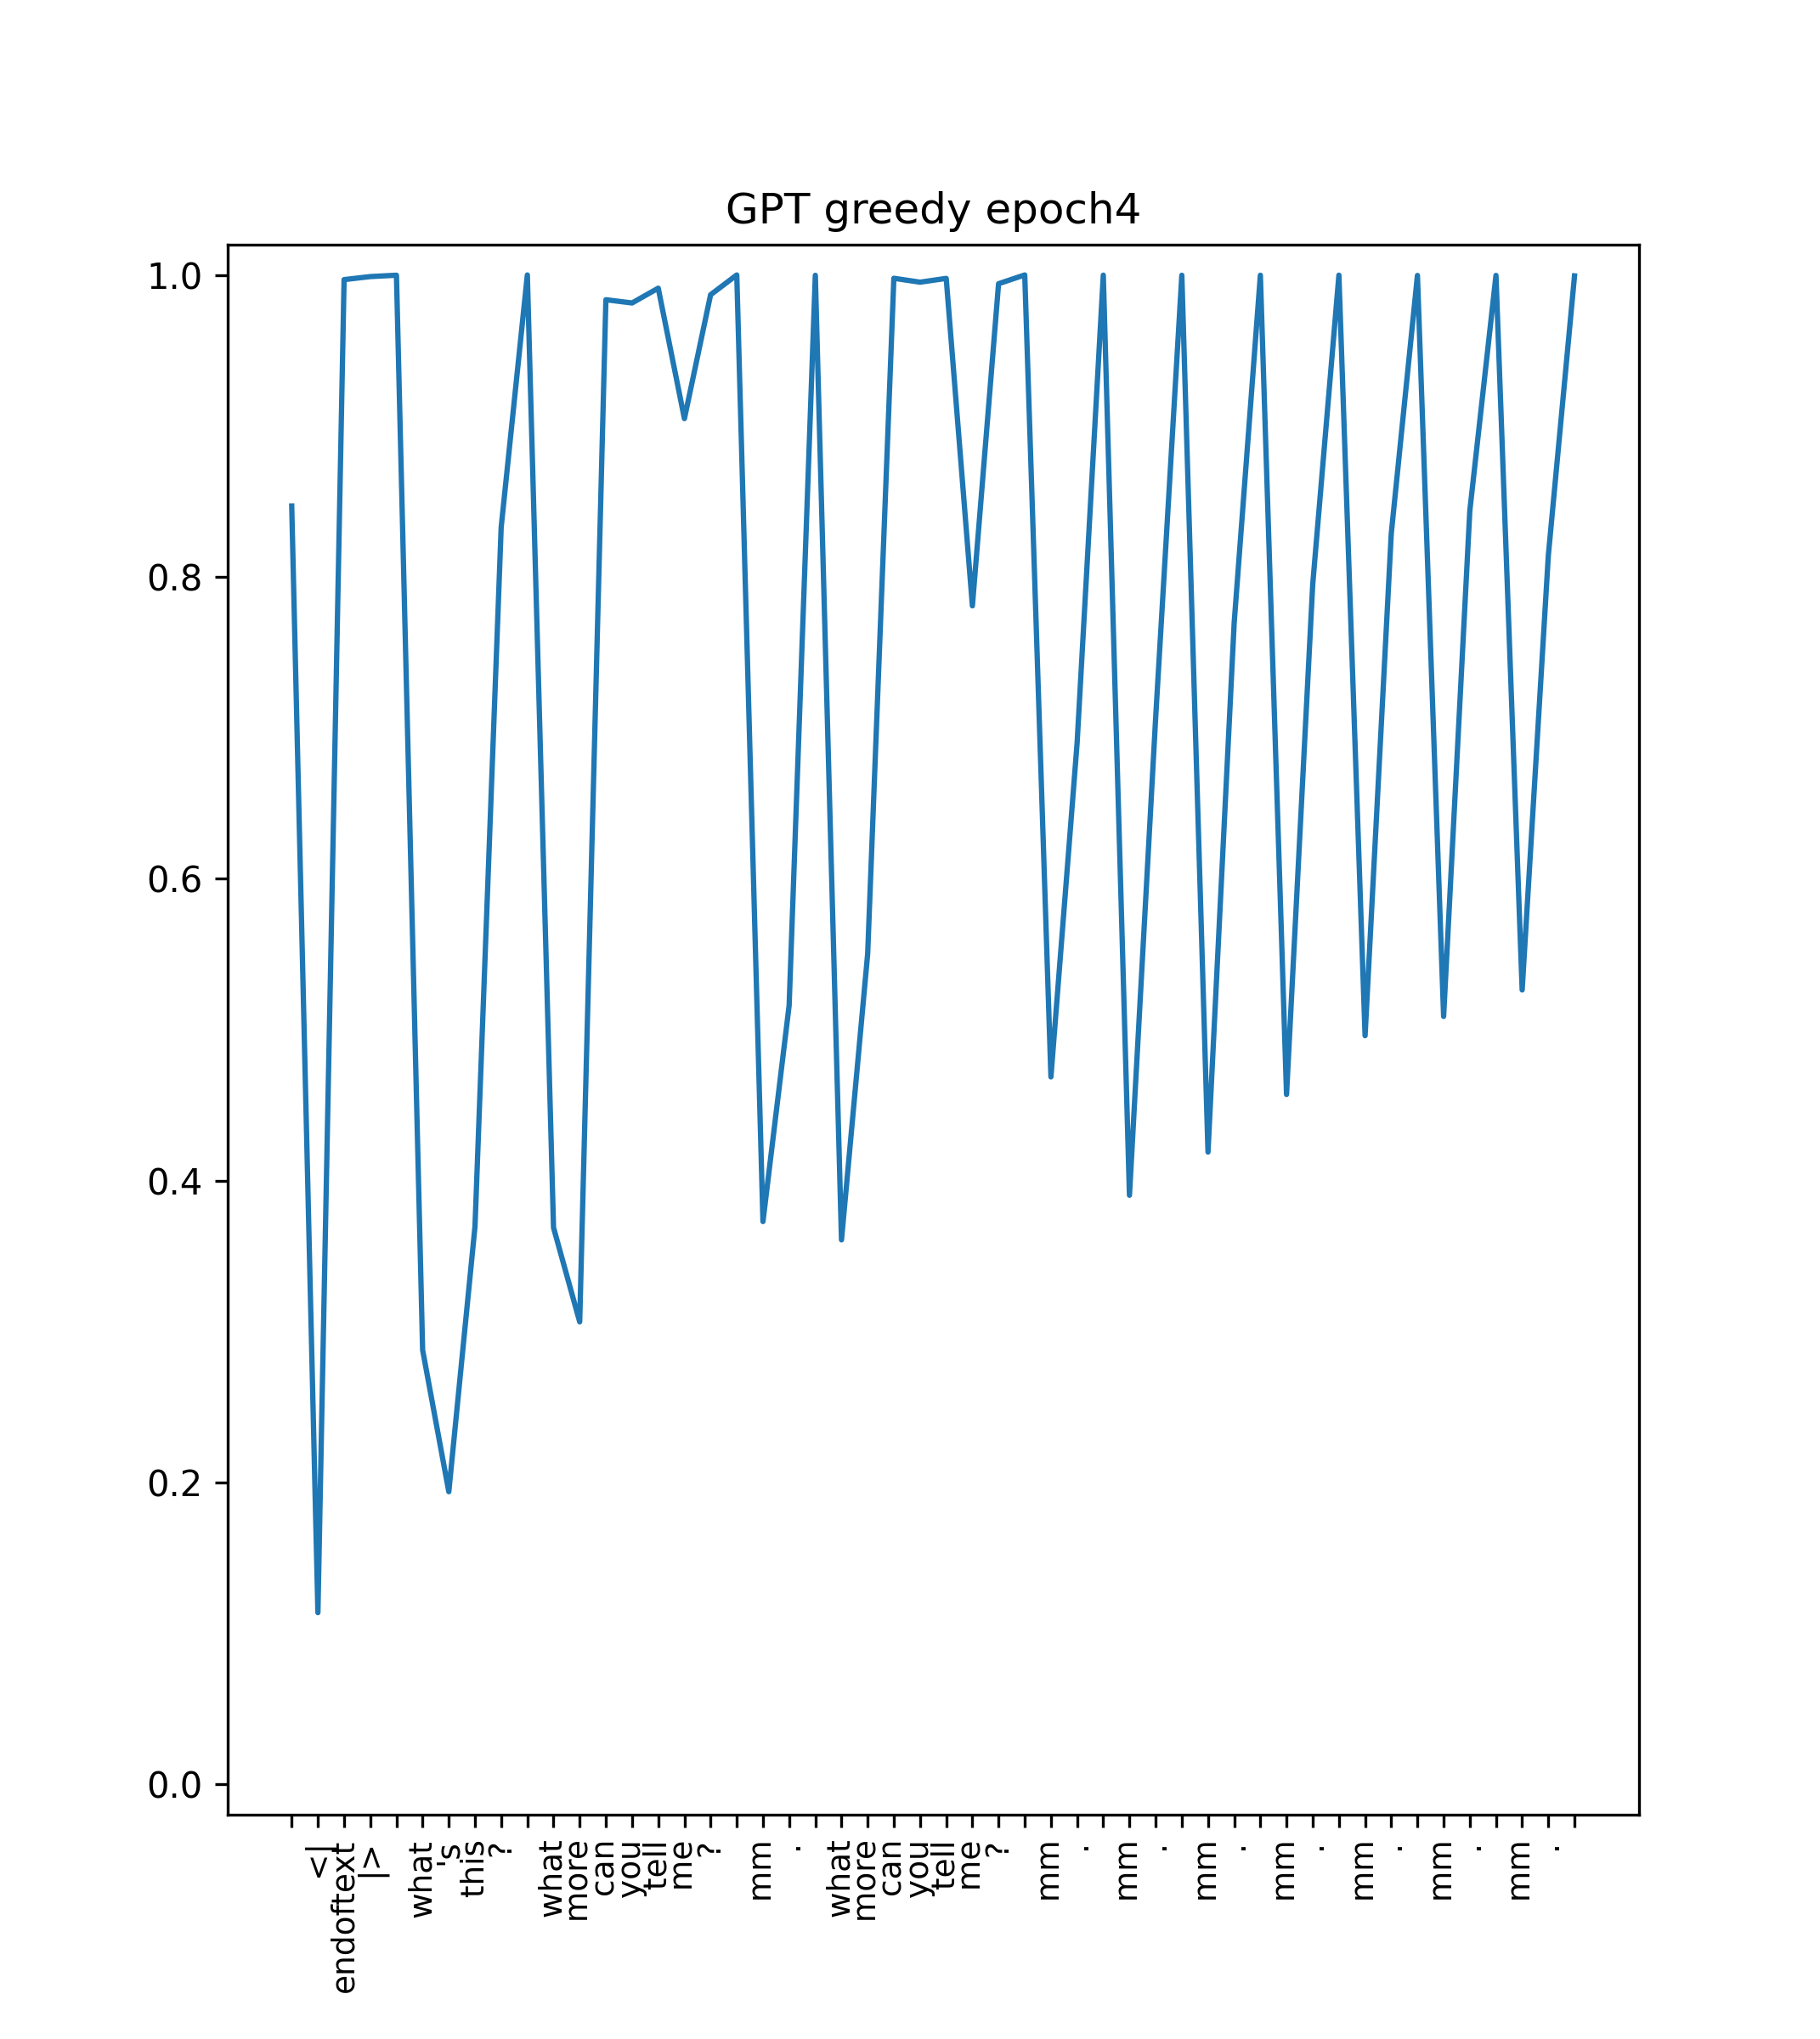 GPT greedy epoch4
1.0
0.8
0.6
0.4
0.2
0.0
<|
endoftext
|>
what
's
this
?
what
more
can
you
tell
me
?
mm
.
what
more
can
you
tell
me
?
mm
.
mm
.
mm
.
mm
.
mm
.
mm
.
mm
.